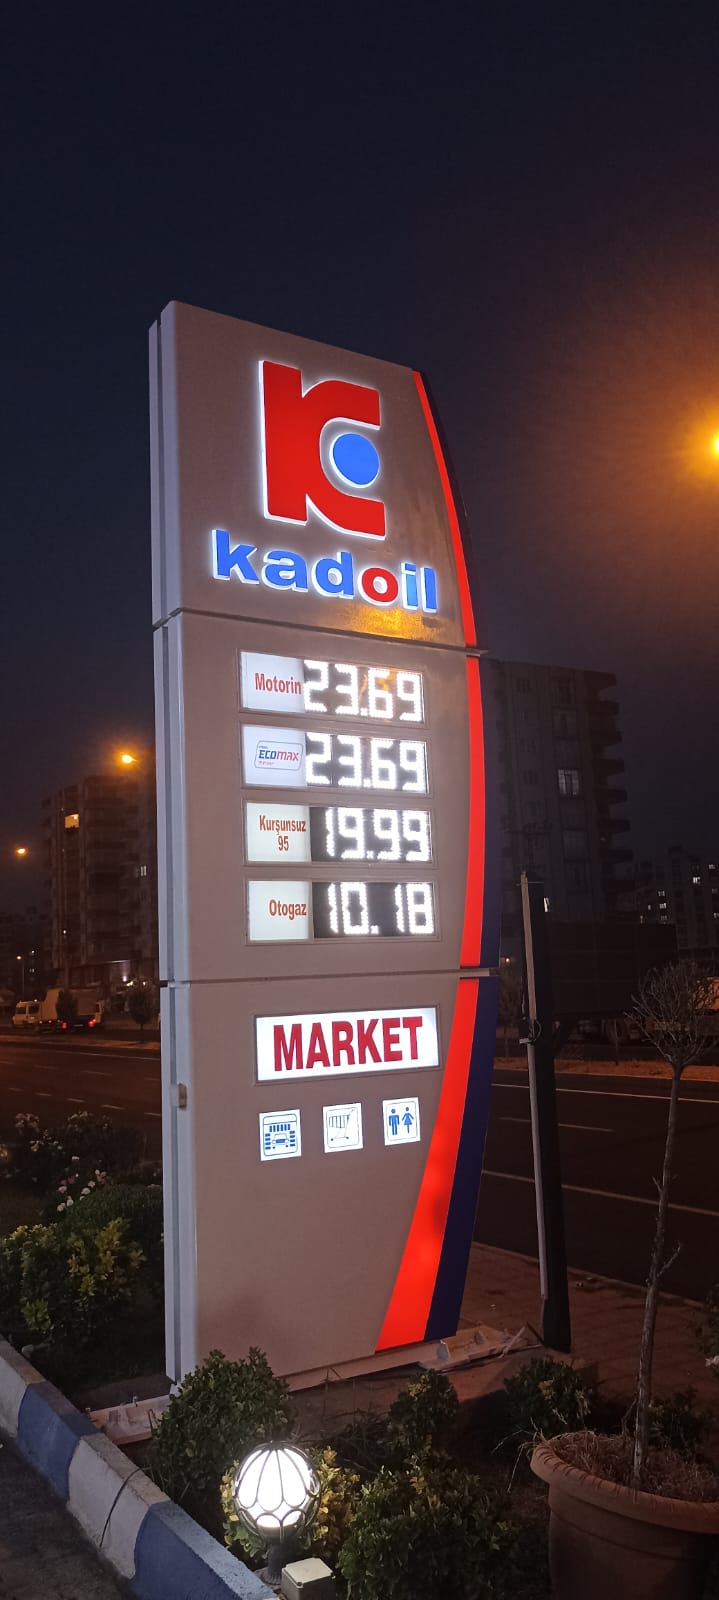 kadoil
Motorin 23.69
ECOMAX 23.69
Kurşunsuz
95 19.99
Otogaz 10.18
MARKET